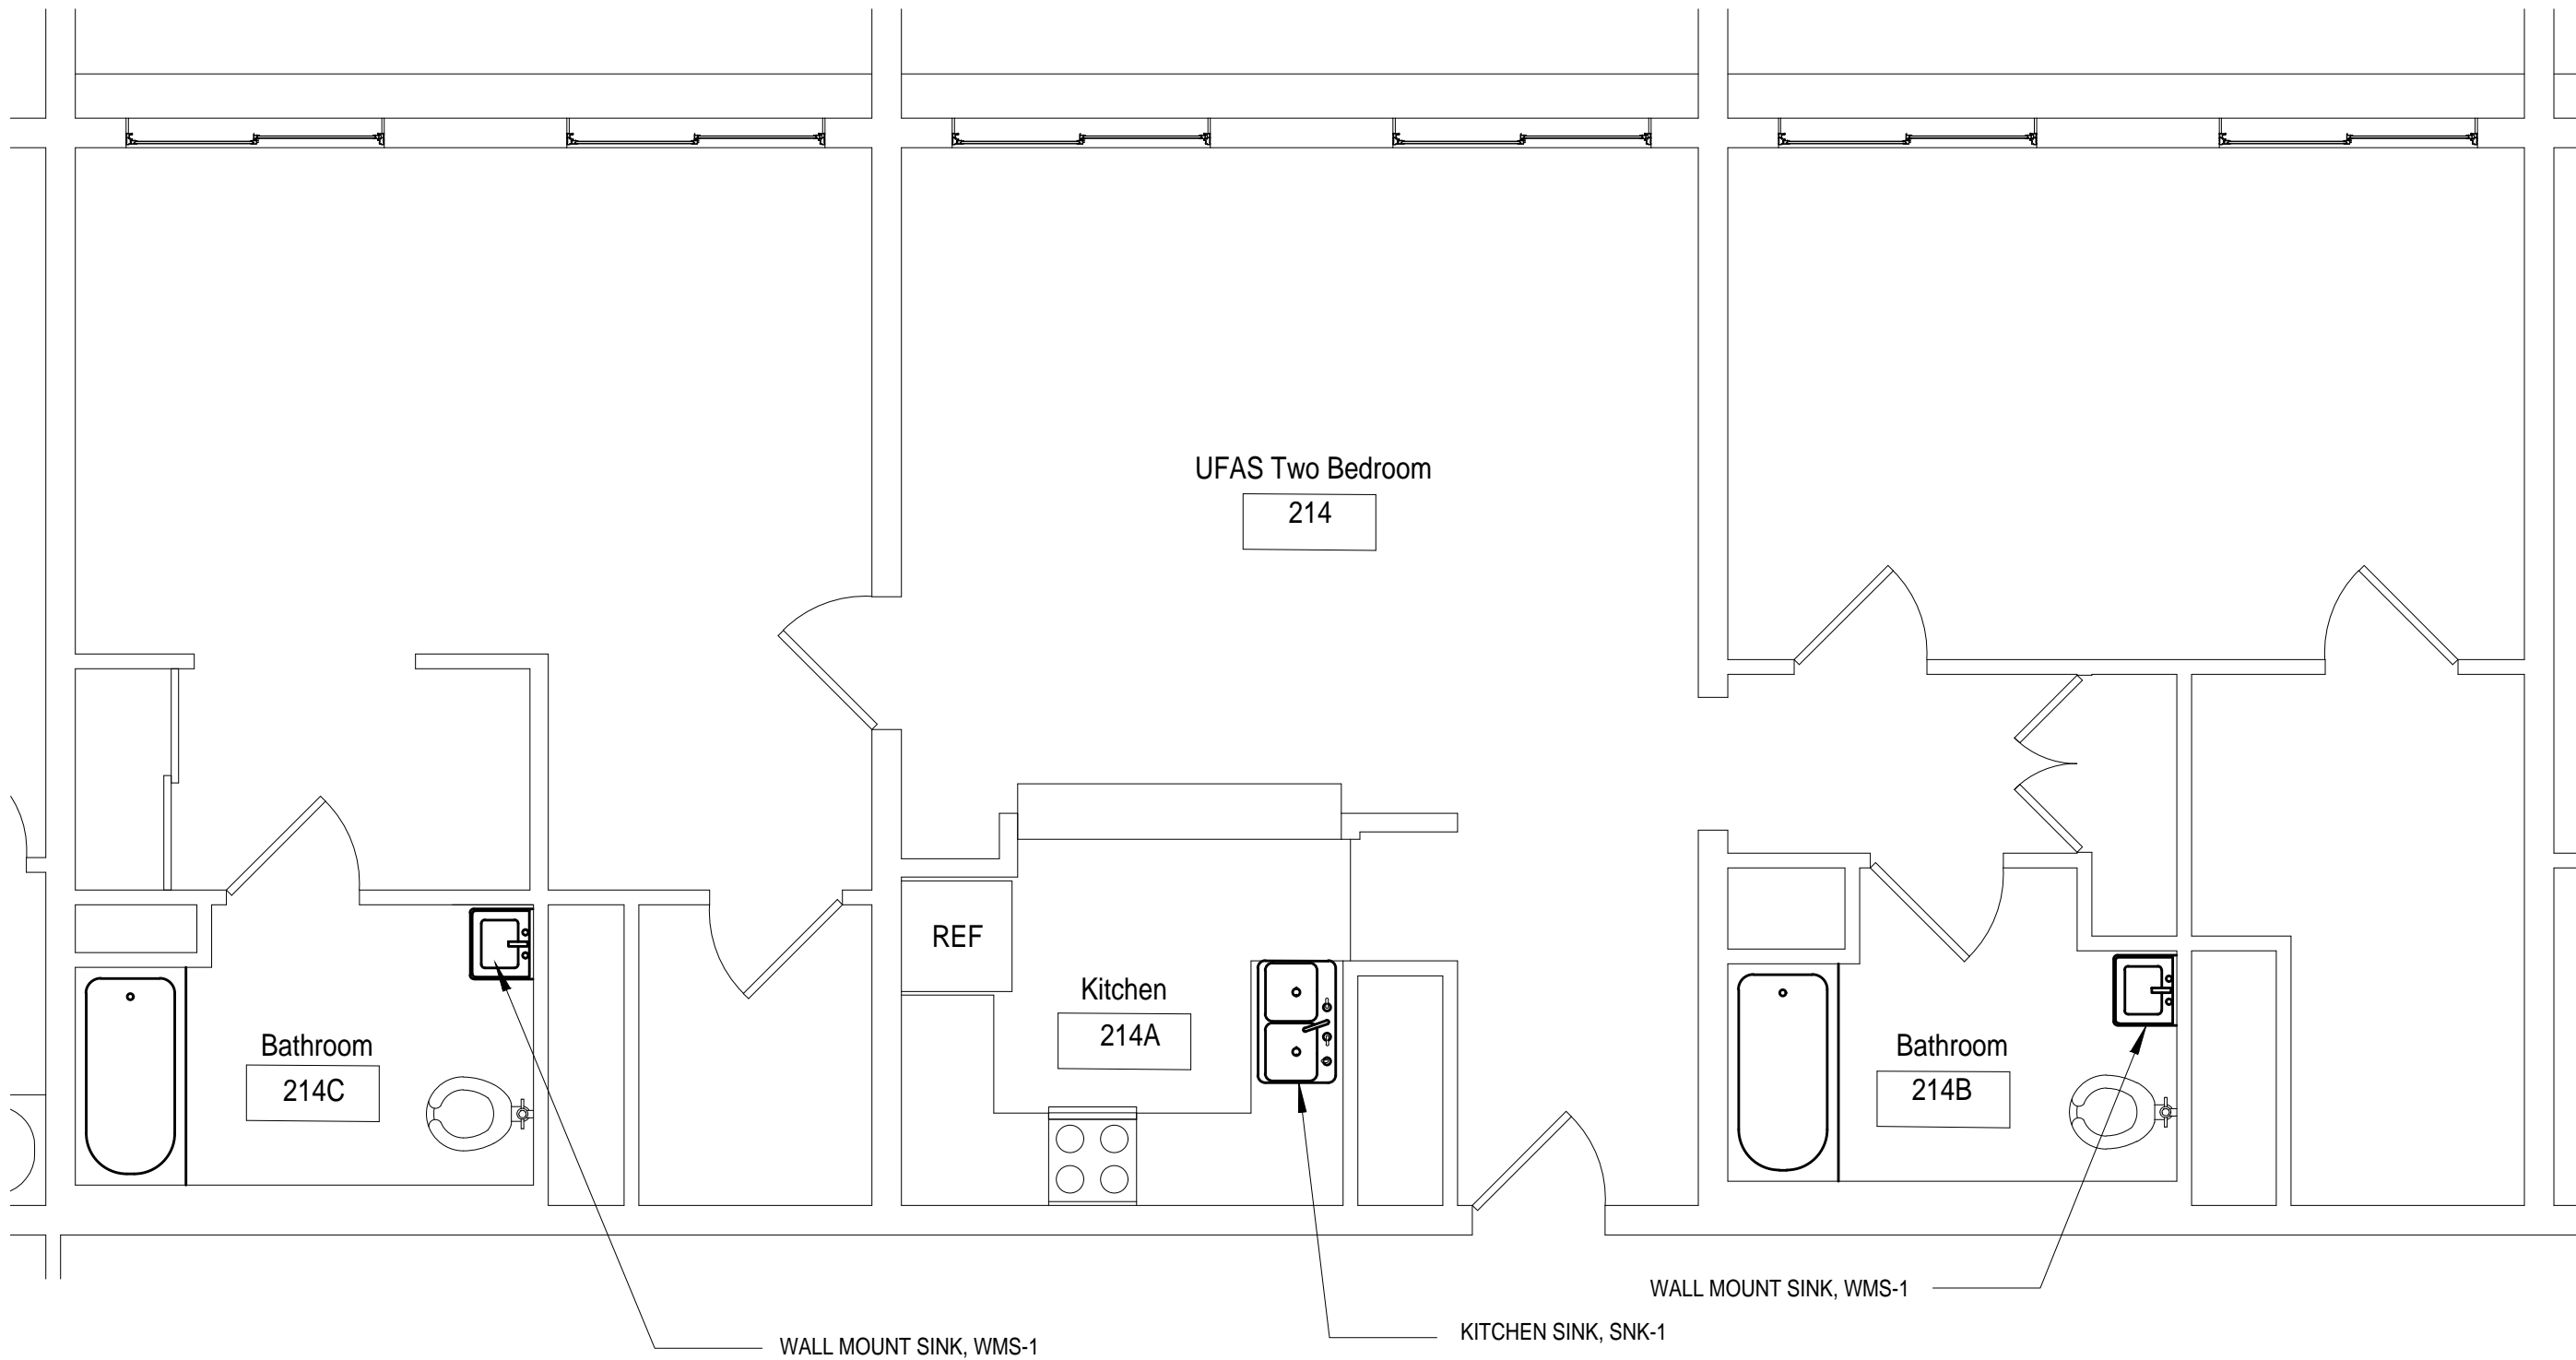 UFAS Two Bedroom
214
REF
Kitchen
214A
Bathroom
214C
Bathroom
214B
WALL MOUNT SINK, WMS-1
KITCHEN SINK, SNK-1
WALL MOUNT SINK, WMS-1